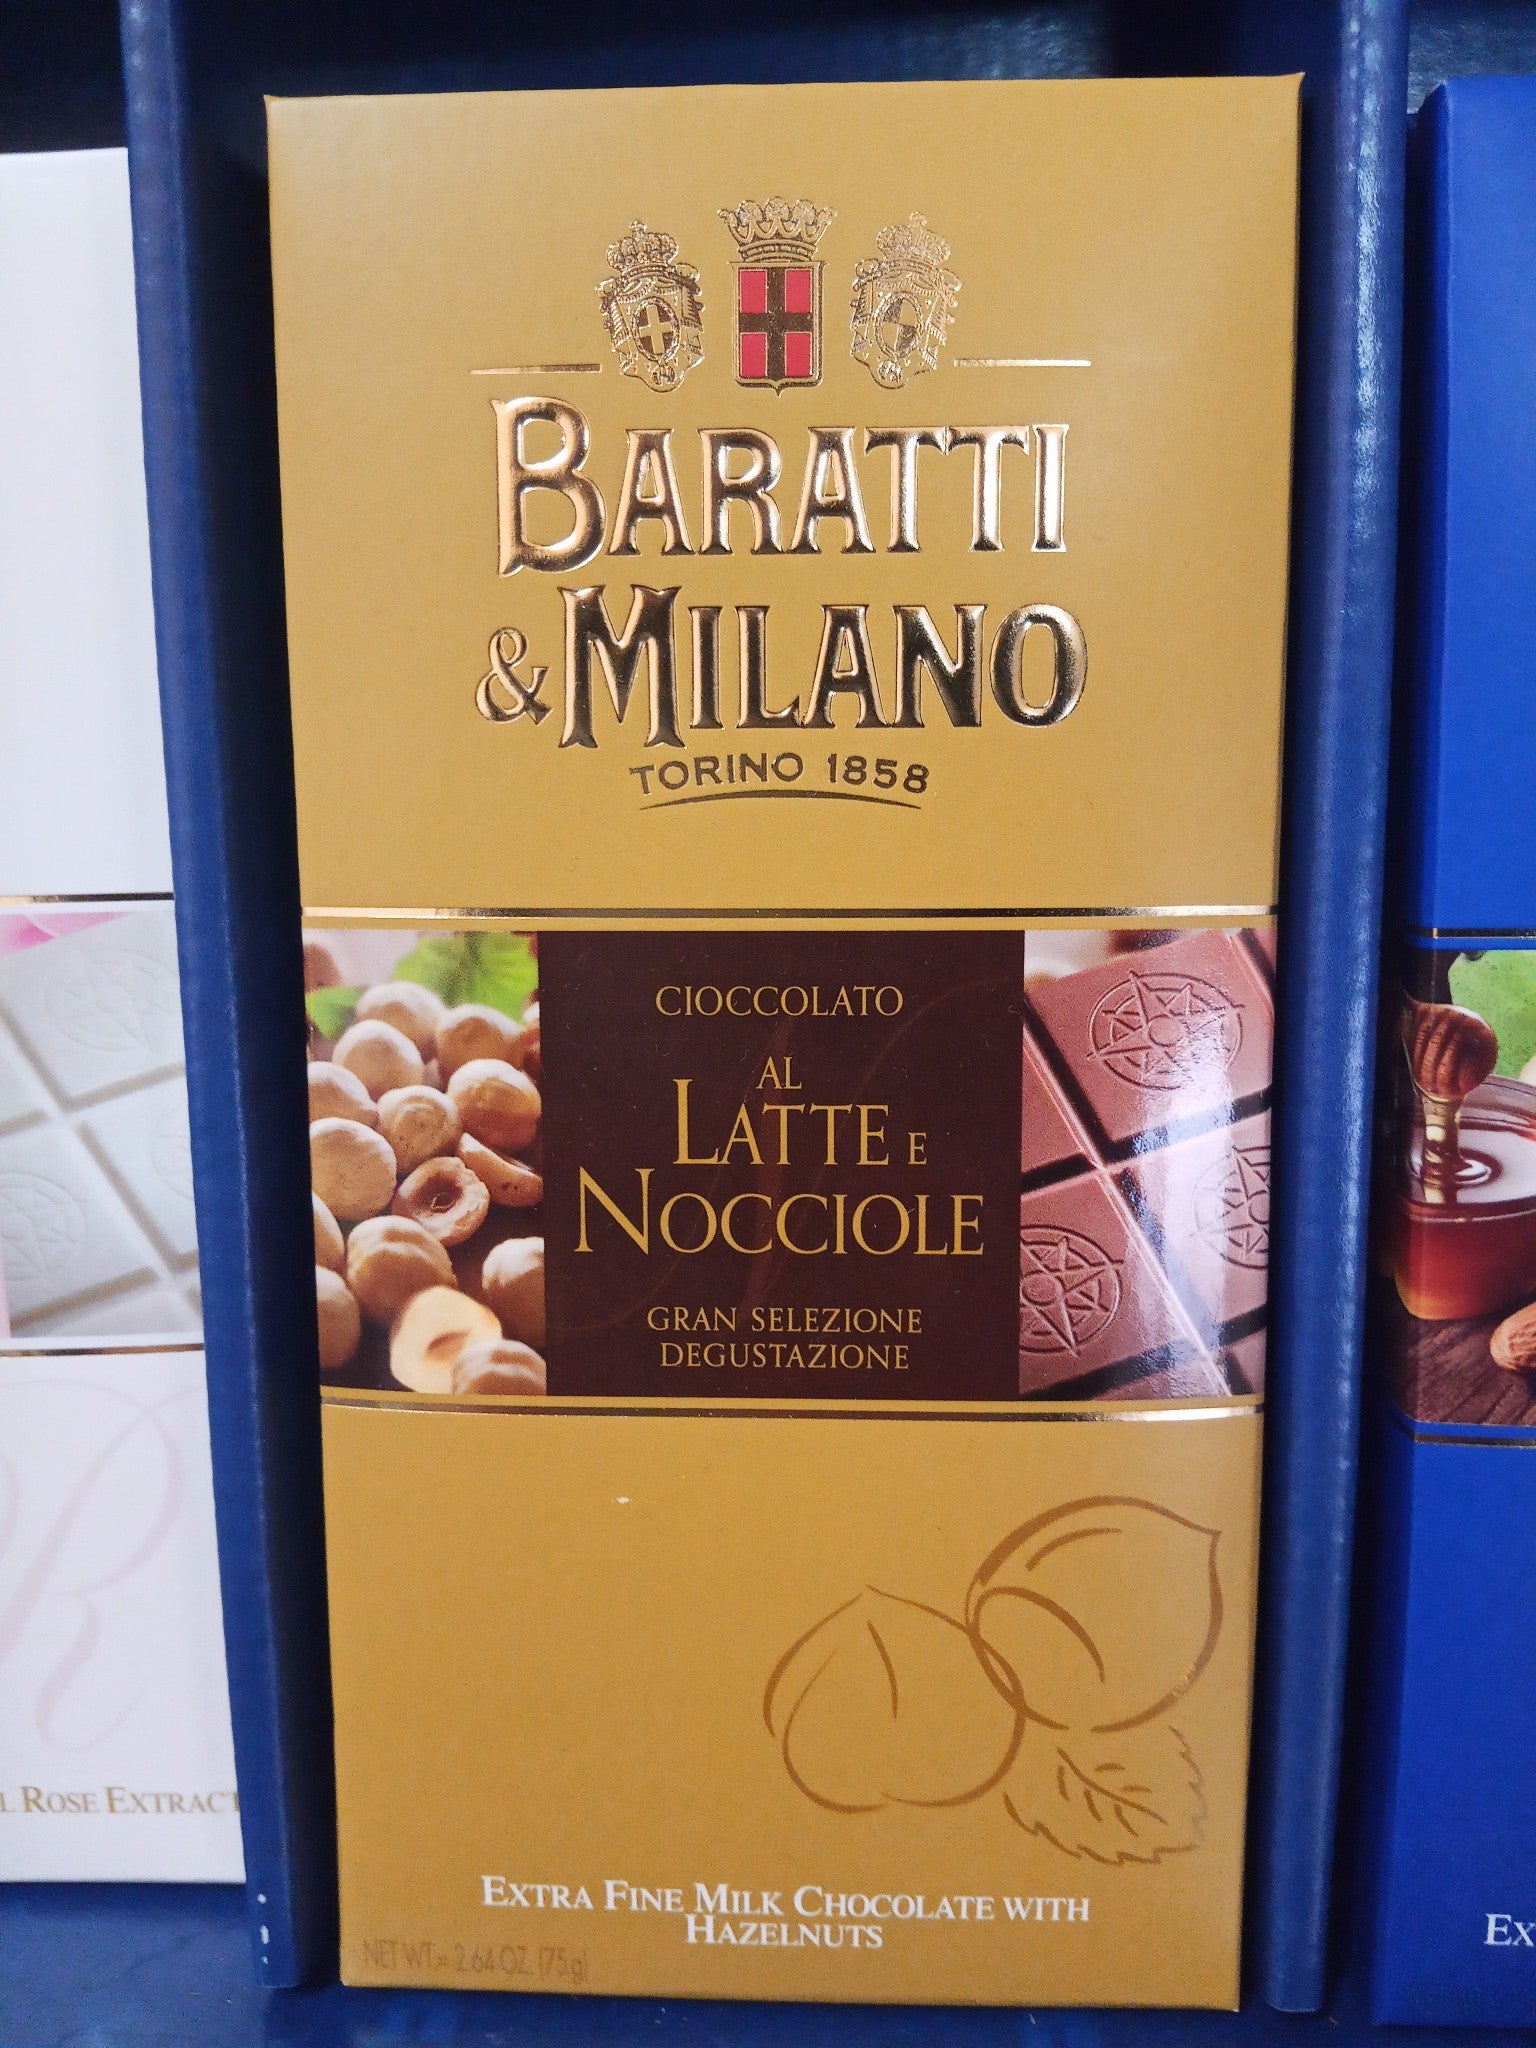 BARATTI
& MILANO
TORINO 1858
CIOCCOLATO
AL
LATTE E
NOCCIOLE
GRAN SELEZIONE
DEGUSTAZIONE
EXTRA FINE MILK CHOCOLATE WITH
HAZELNUTS
NET WT.= 2.64 OZ. (75g)
L ROSE EXTRACT
EX